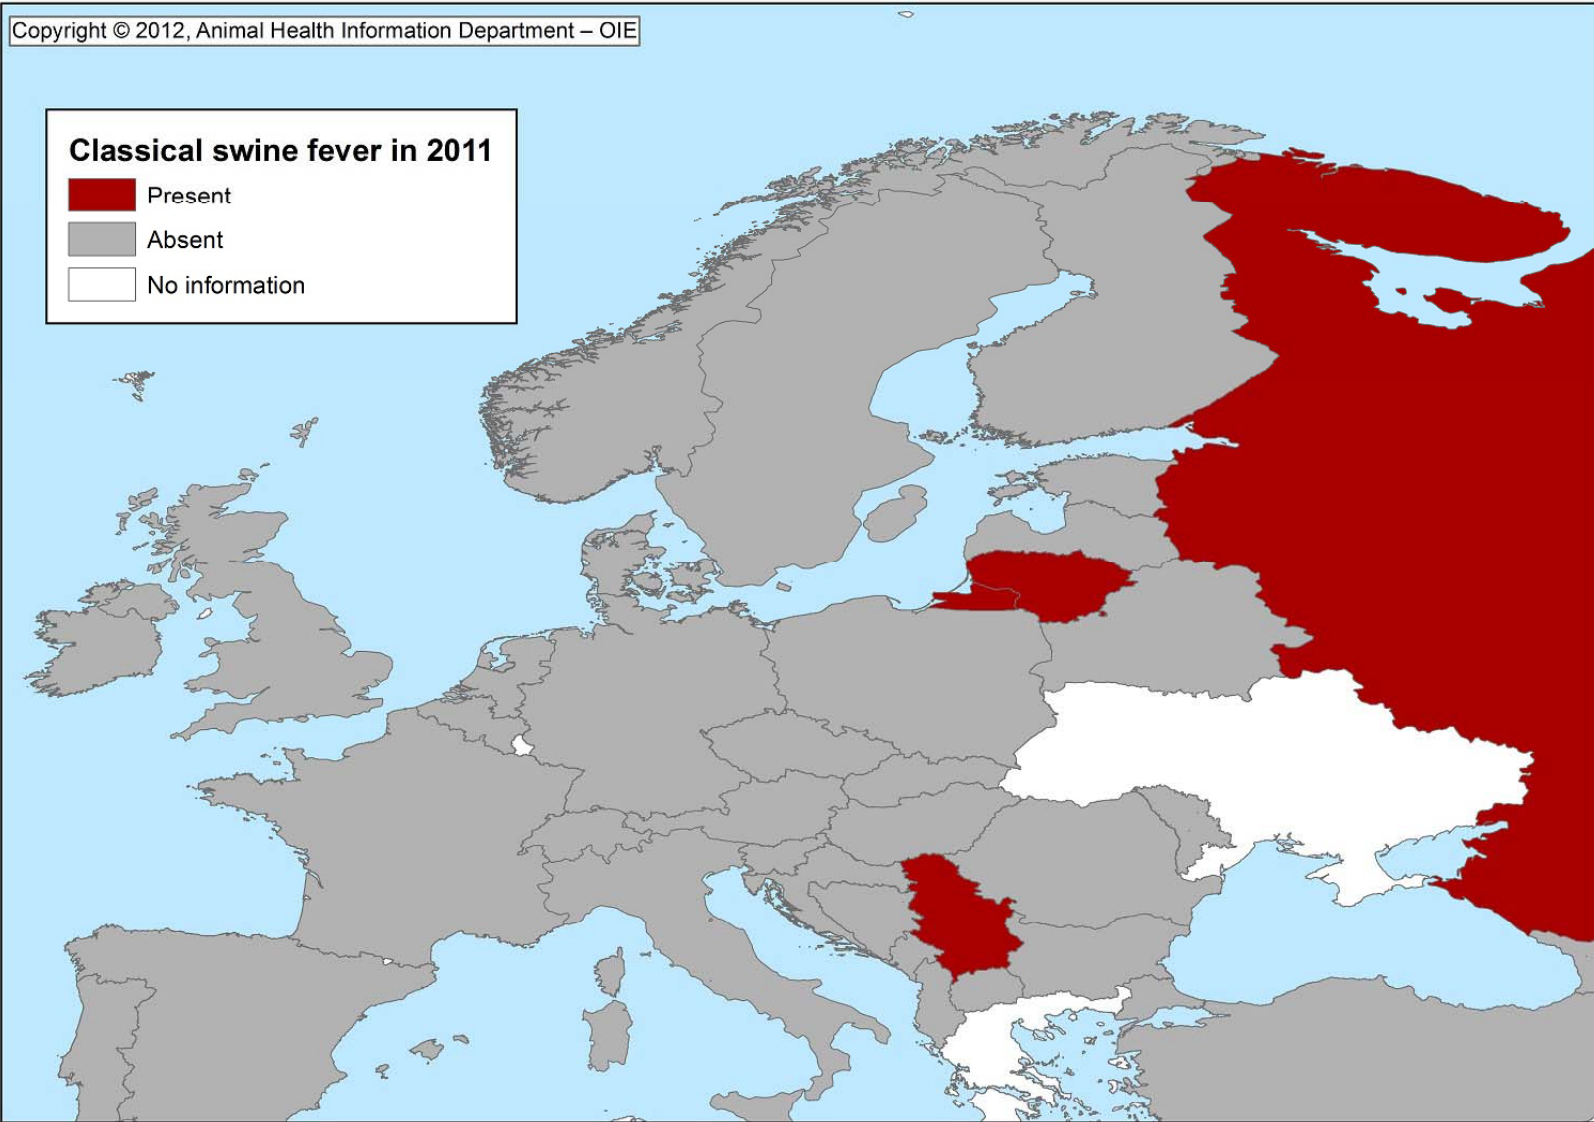 Copyright © 2012, Animal Health Information Department – OIE
Classical swine fever in 2011
Present
Absent
No information